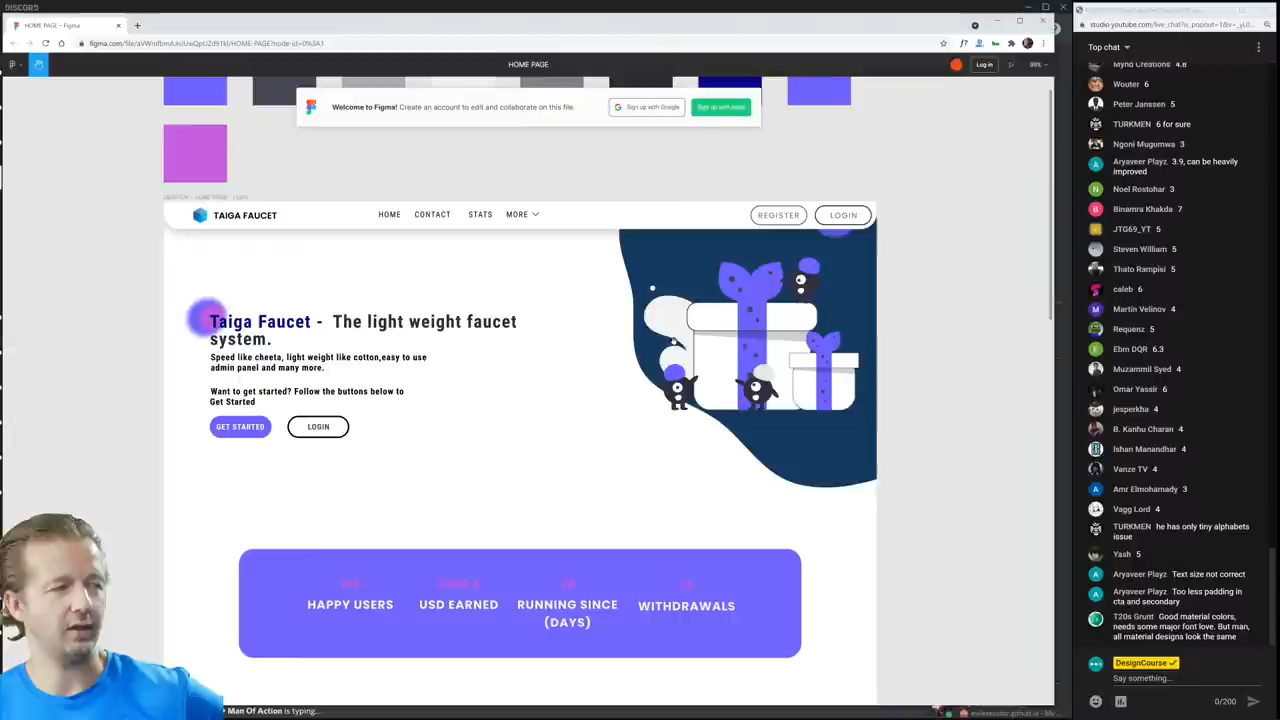 DISCORD
HOME PAGE – Figma
HOME PAGE
Log in
Welcome to Figma! Create an account to edit and collaborate on this file.
Sign up with Google
Sign up with email
TAIGA FAUCET
HOME
CONTACT
STATS
MORE
REGISTER
LOGIN
Taiga Faucet - The light weight faucet
system.
Speed like cheeta, light weight like cotton,easy to use
admin panel and many more.
Want to get started? Follow the buttons below to
Get Started
GET STARTED
LOGIN
HAPPY USERS
USD EARNED
RUNNING SINCE
(DAYS)
WITHDRAWALS
Man Of Action is typing...
Top chat
Mynd Creations 4.8
Wouter 6
Peter Janssen 5
TURKMEN 6 for sure
Ngoni Mugumwa 3
Aryaveer Playz 3.9, can be heavily
improved
Noel Rostohar 3
Binamra Khakda 7
JTG69_YT 5
Steven William 5
Thato Rampisi 5
caleb 6
Martin Velinov 4
Requenz 5
Ebm DQR 6.3
Muzammil Syed 4
Omar Yassir 6
jesperkha 4
B. Kanhu Charan 4
Ishan Manandhar 4
Vanze TV 4
Amr Elmohamady 3
Vagg Lord 4
TURKMEN he has only tiny alphabets
issue
Yash 5
Aryaveer Playz Text size not correct
Aryaveer Playz Too less padding in
cta and secondary
T20s Grunt Good material colors,
needs some major font love. But man,
all material designs look the same
DesignCourse
Say something...
0/200